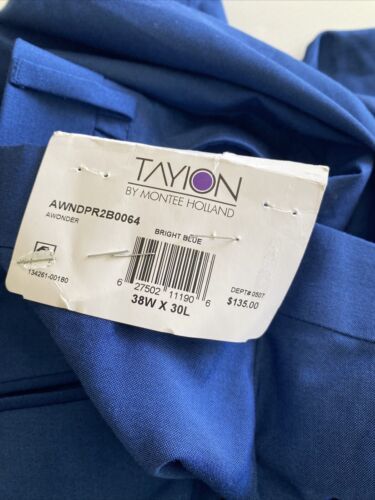 TAYION
BY MONTEE HOLLAND
AWNDPR2B0064
AWONDER
BRIGHT BLUE
134261-00180
6 27502 11190 6
DEPT# 0507
$135.00
38W X 30L